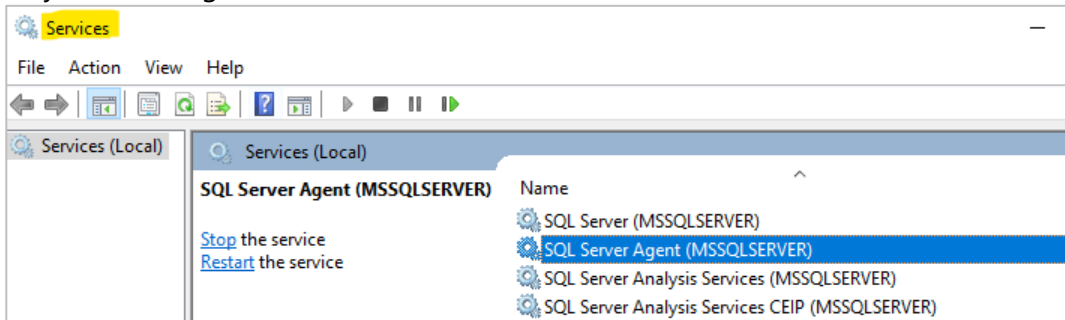 Services
File Action View Help
Services (Local)
Services (Local)
SQL Server Agent (MSSQLSERVER)
Stop the service
Restart the service
Name
SQL Server (MSSQLSERVER)
SQL Server Agent (MSSQLSERVER)
SQL Server Analysis Services (MSSQLSERVER)
SQL Server Analysis Services CEIP (MSSQLSERVER)